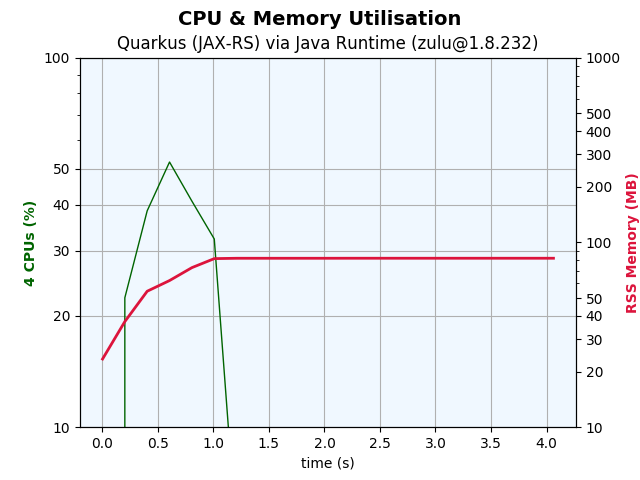 CPU & Memory Utilisation
Quarkus (JAX-RS) via Java Runtime (zulu@1.8.232)
4 CPUs (%)
100
50
40
30
20
10
1000
500
400
300
200
100
50
40
30
20
10
RSS Memory (MB)
0.0 0.5 1.0 1.5 2.0 2.5 3.0 3.5 4.0
time (s)